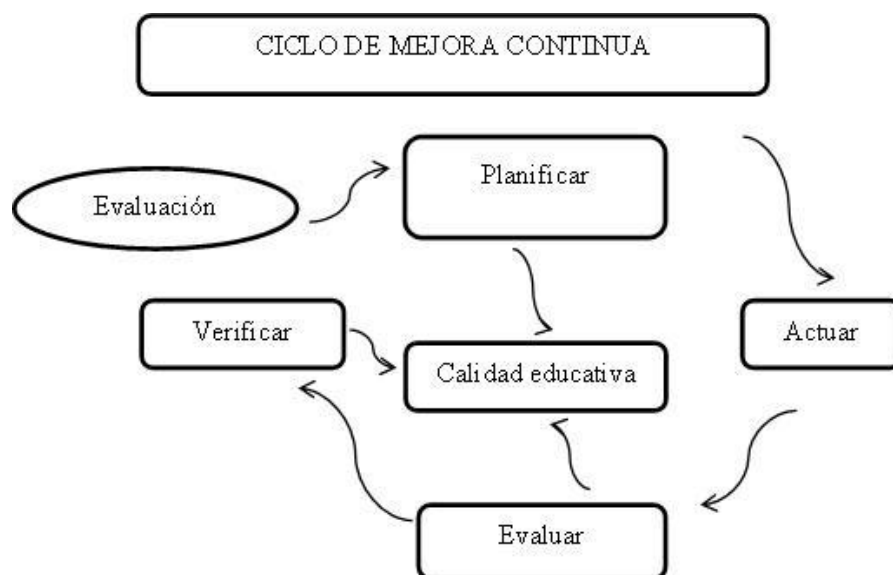 CICLO DE MEJORA CONTINUA
Planificar
Evaluación
Verificar
Actuar
Calidad educativa
Evaluar